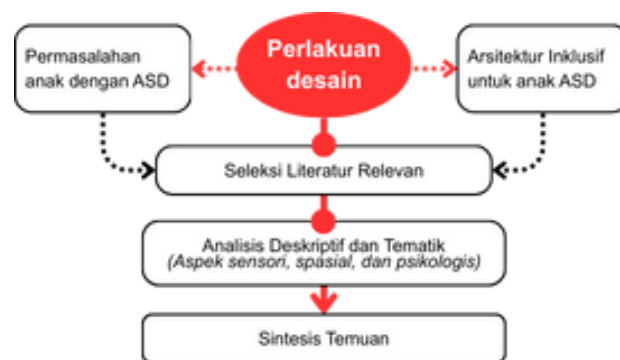 Permasalahan
anak dengan ASD
Perlakuan
desain
Arsitektur Inklusif
untuk anak ASD
Seleksi Literatur Relevan
Analisis Deskriptif dan Tematik
(Aspek sensori, spasial, dan psikologis)
Sintesis Temuan